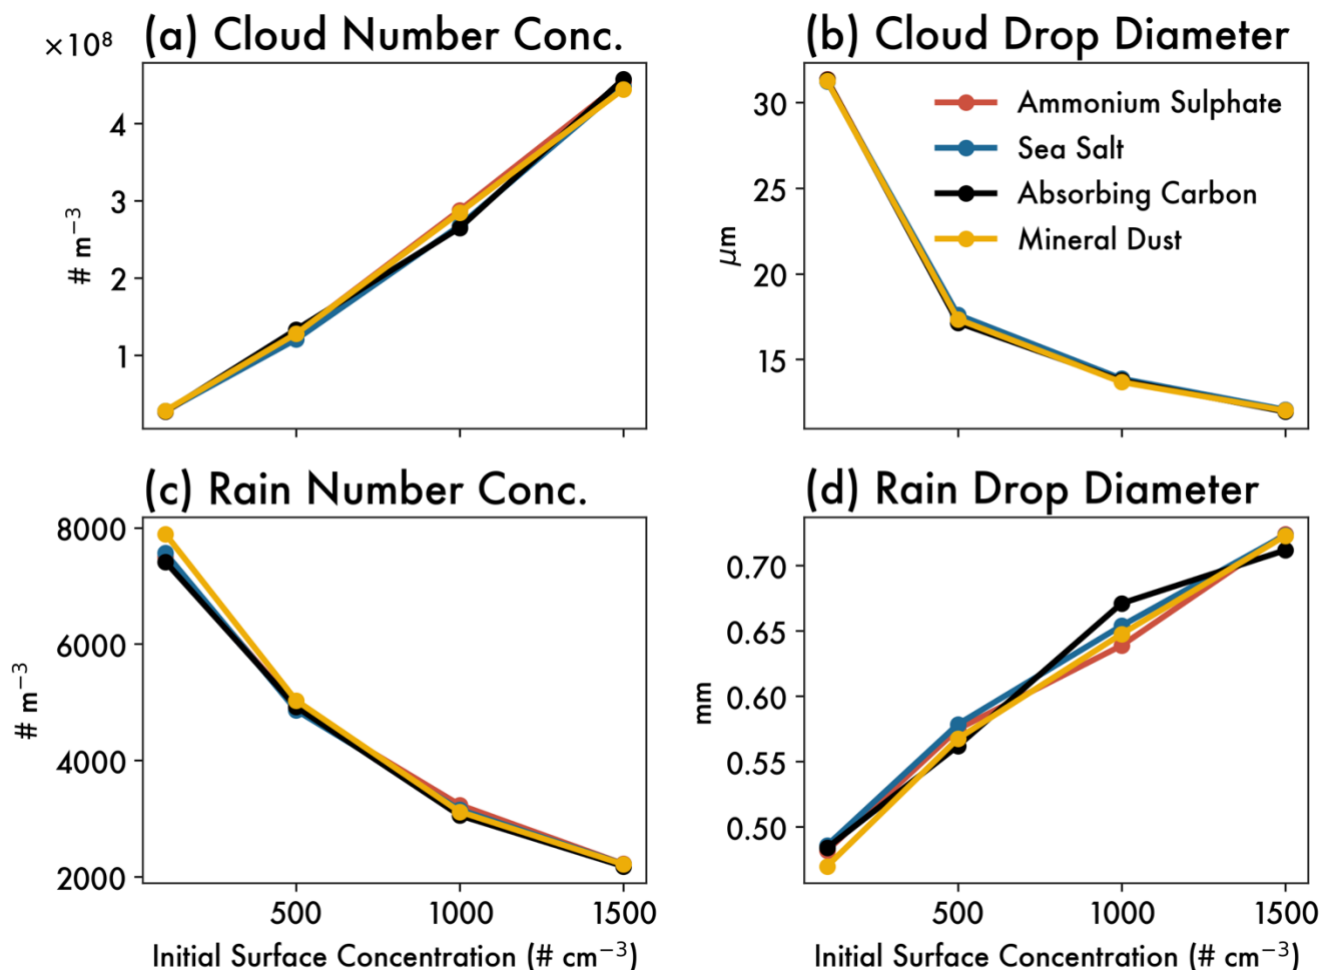 ×10⁸
(a) Cloud Number Conc.
4
3
2
1
# m⁻³
(b) Cloud Drop Diameter
30
25
20
15
μm
Ammonium Sulphate
Sea Salt
Absorbing Carbon
Mineral Dust
(c) Rain Number Conc.
8000
6000
4000
2000
# m⁻³
500 1000 1500
Initial Surface Concentration (# cm⁻³)
(d) Rain Drop Diameter
0.70
0.65
0.60
0.55
0.50
mm
500 1000 1500
Initial Surface Concentration (# cm⁻³)